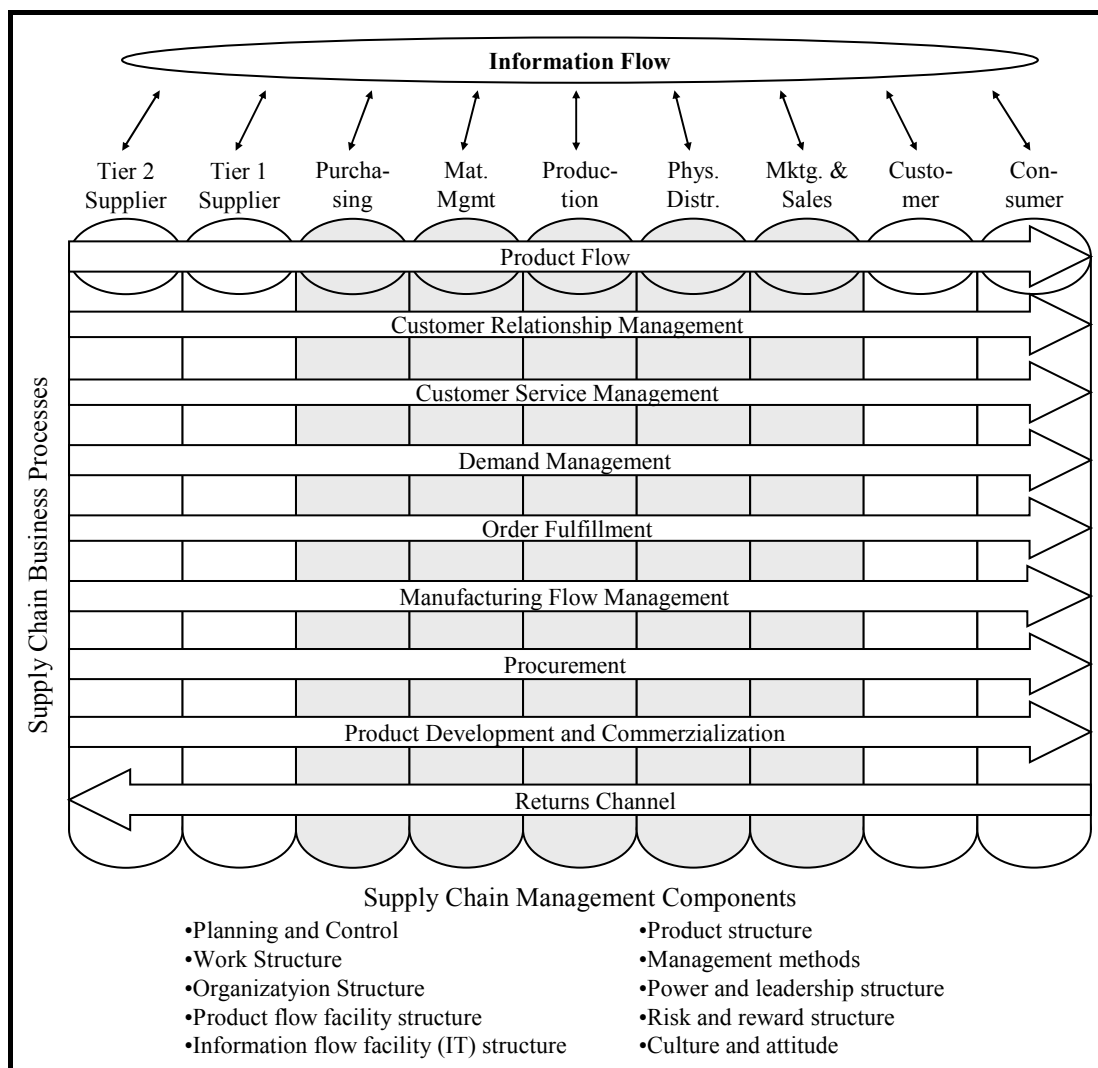 Information Flow
Tier 2
Supplier
Tier 1
Supplier
Purcha-
sing
Mat.
Mgmt
Produc-
tion
Phys.
Distr.
Mktg. &
Sales
Custo-
mer
Con-
sumer
Product Flow
Customer Relationship Management
Customer Service Management
Demand Management
Order Fulfillment
Manufacturing Flow Management
Procurement
Product Development and Commerzialization
Returns Channel
Supply Chain Business Processes
Supply Chain Management Components
•Planning and Control
•Work Structure
•Organizatyion Structure
•Product flow facility structure
•Information flow facility (IT) structure
•Product structure
•Management methods
•Power and leadership structure
•Risk and reward structure
•Culture and attitude